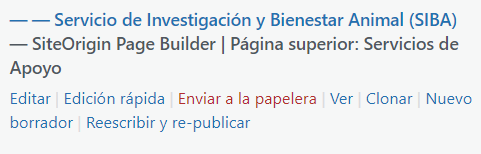 — — Servicio de Investigación y Bienestar Animal (SIBA)
— SiteOrigin Page Builder | Página superior: Servicios de
Apoyo
Editar | Edición rápida | Enviar a la papelera | Ver | Clonar | Nuevo
borrador | Reescribir y re-publicar